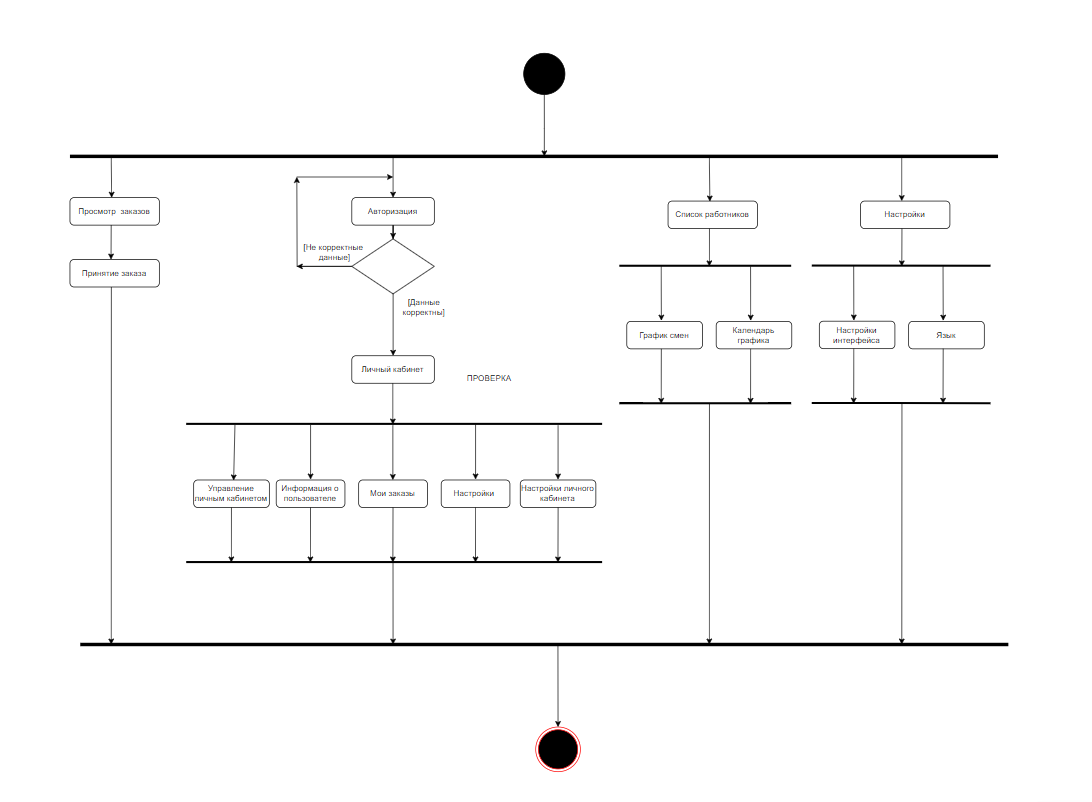 Просмотр заказов
Авторизация
Список работников
Настройки
[Не корректные
данные]
Принятие заказа
[Данные
корректны]
График смен
Календарь
графика
Настройки
интерфейса
Язык
Личный кабинет
ПРОВЕРКА
Управление
личным кабинетом
Информация о
пользователе
Мои заказы
Настройки
Настройки личного
кабинета